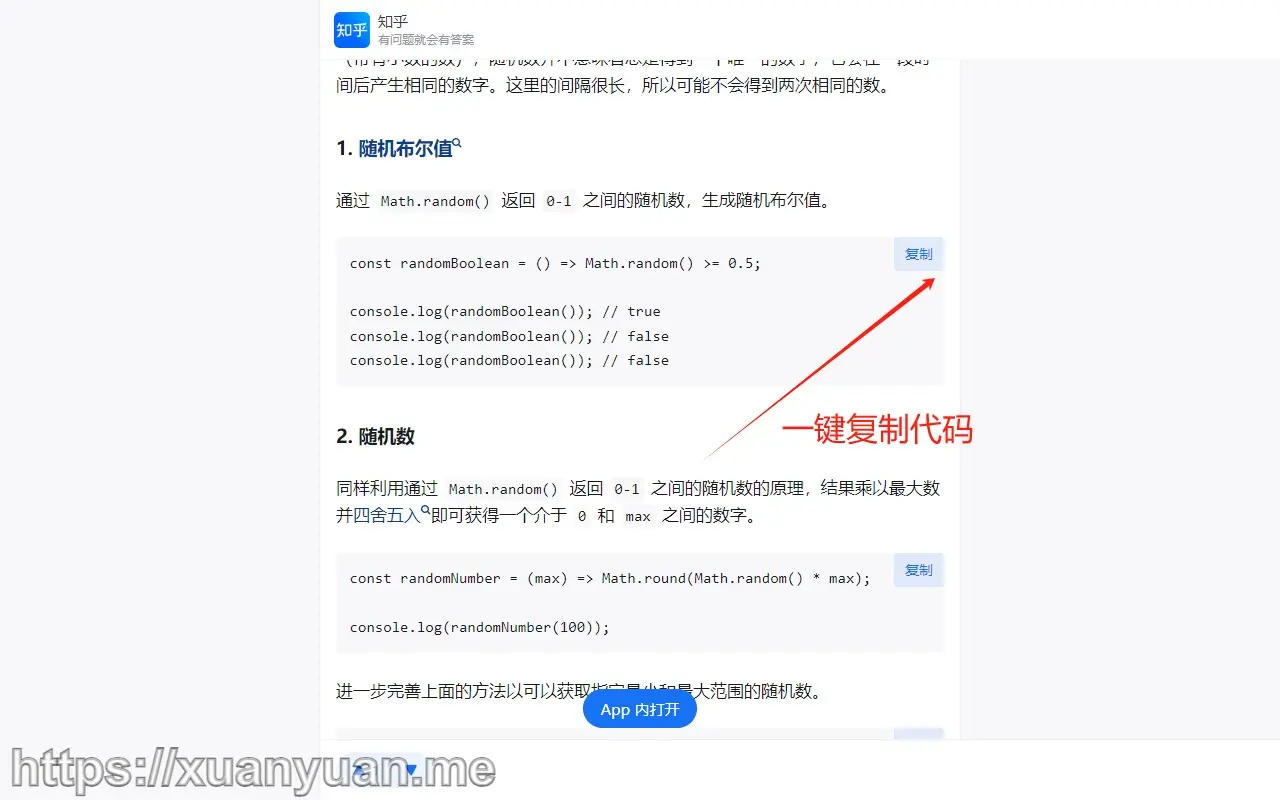 知乎
知乎
有问题就会有答案
间后产生相同的数字。这里的间隔很长，所以可能不会得到两次相同的数。
1. 随机布尔值
通过 Math.random() 返回 0-1 之间的随机数，生成随机布尔值。
复制
const randomBoolean = () => Math.random() >= 0.5;
console.log(randomBoolean()); // true
console.log(randomBoolean()); // false
console.log(randomBoolean()); // false
一键复制代码
2. 随机数
同样利用通过 Math.random() 返回 0-1 之间的随机数的原理，结果乘以最大数
并四舍五入即可获得一个介于 0 和 max 之间的数字。
复制
const randomNumber = (max) => Math.round(Math.random() * max);
console.log(randomNumber(100));
进一步完善上面的方法以可以获取指定最小和最大范围的随机数。
App 内打开
https://xuanyuan.me